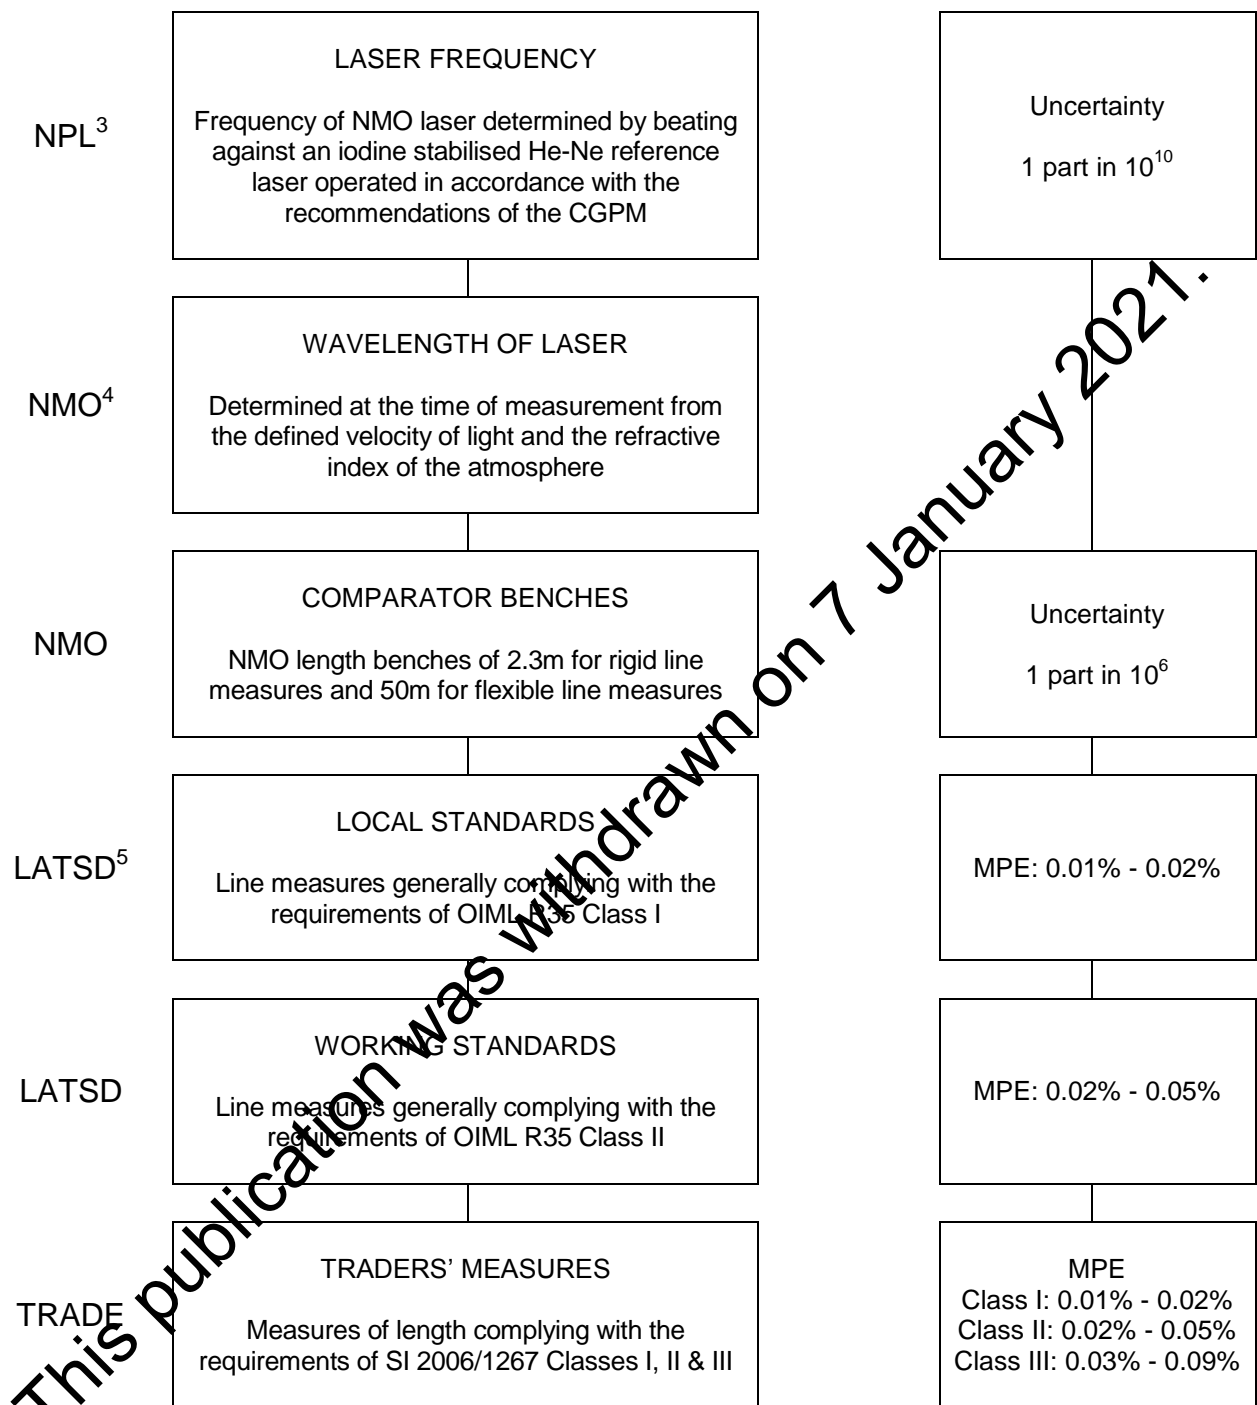 NPL³
LASER FREQUENCY
Frequency of NMO laser determined by beating
against an iodine stabilised He-Ne reference
laser operated in accordance with the
recommendations of the CGPM
Uncertainty
1 part in 10¹⁰
NMO⁴
WAVELENGTH OF LASER
Determined at the time of measurement from
the defined velocity of light and the refractive
index of the atmosphere
NMO
COMPARATOR BENCHES
NMO length benches of 2.3m for rigid line
measures and 50m for flexible line measures
Uncertainty
1 part in 10⁶
LATSD⁵
LOCAL STANDARDS
Line measures generally complying with the
requirements of OIML R35 Class I
MPE: 0.01% - 0.02%
LATSD
WORKING STANDARDS
Line measures generally complying with the
requirements of OIML R35 Class II
MPE: 0.02% - 0.05%
TRADE
TRADERS’ MEASURES
Measures of length complying with the
requirements of SI 2006/1267 Classes I, II & III
MPE
Class I: 0.01% - 0.02%
Class II: 0.02% - 0.05%
Class III: 0.03% - 0.09%
This publication was withdrawn on 7 January 2021.